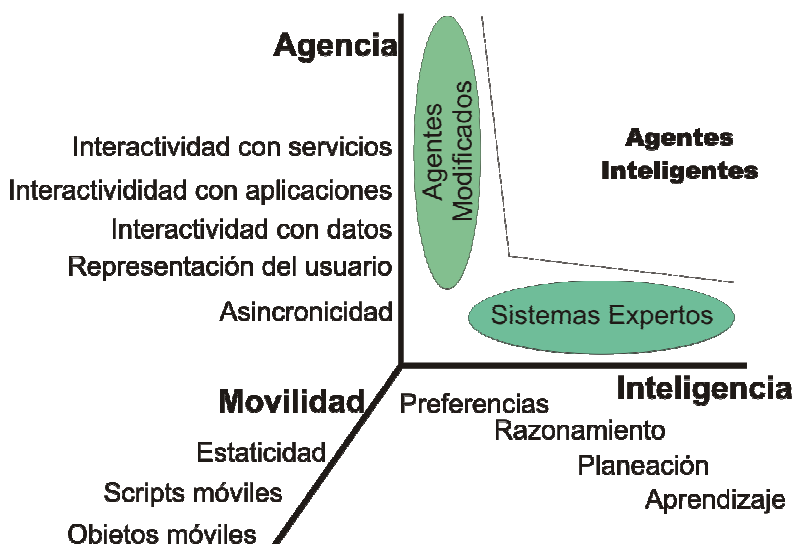 Agencia
Interactividad con servicios
Interactivididad con aplicaciones
Interactividad con datos
Representación del usuario
Asincronicidad
Agentes
Modificados
Agentes
Inteligentes
Sistemas Expertos
Inteligencia
Preferencias
Razonamiento
Planeación
Aprendizaje
Movilidad
Estaticidad
Scripts móviles
Objetos móviles